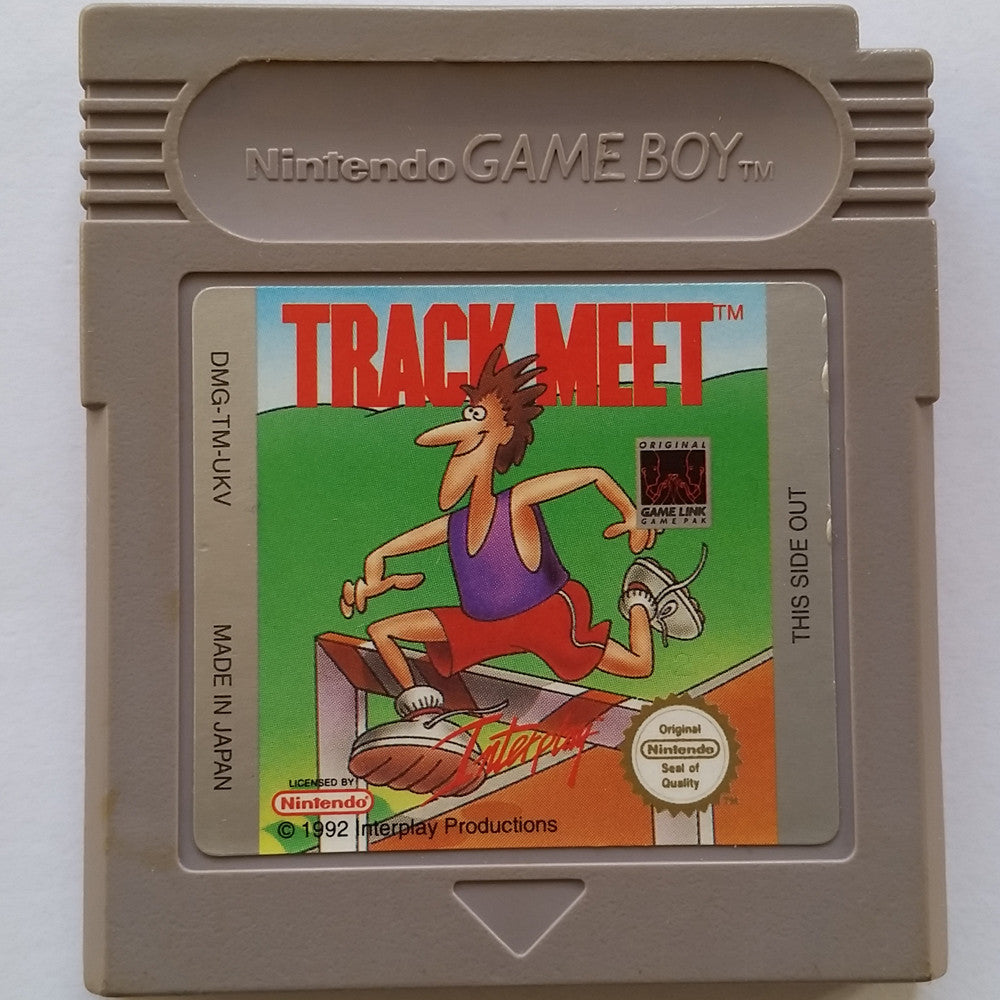 Nintendo GAME BOY TM
TRACK MEET™
DMG-TM-UKV
MADE IN JAPAN
ORIGINAL
GAME LINK
GAME PAK
THIS SIDE OUT
Interplay
Original
Nintendo
Seal of
Quality
TM
LICENSED BY
Nintendo
© 1992 Interplay Productions